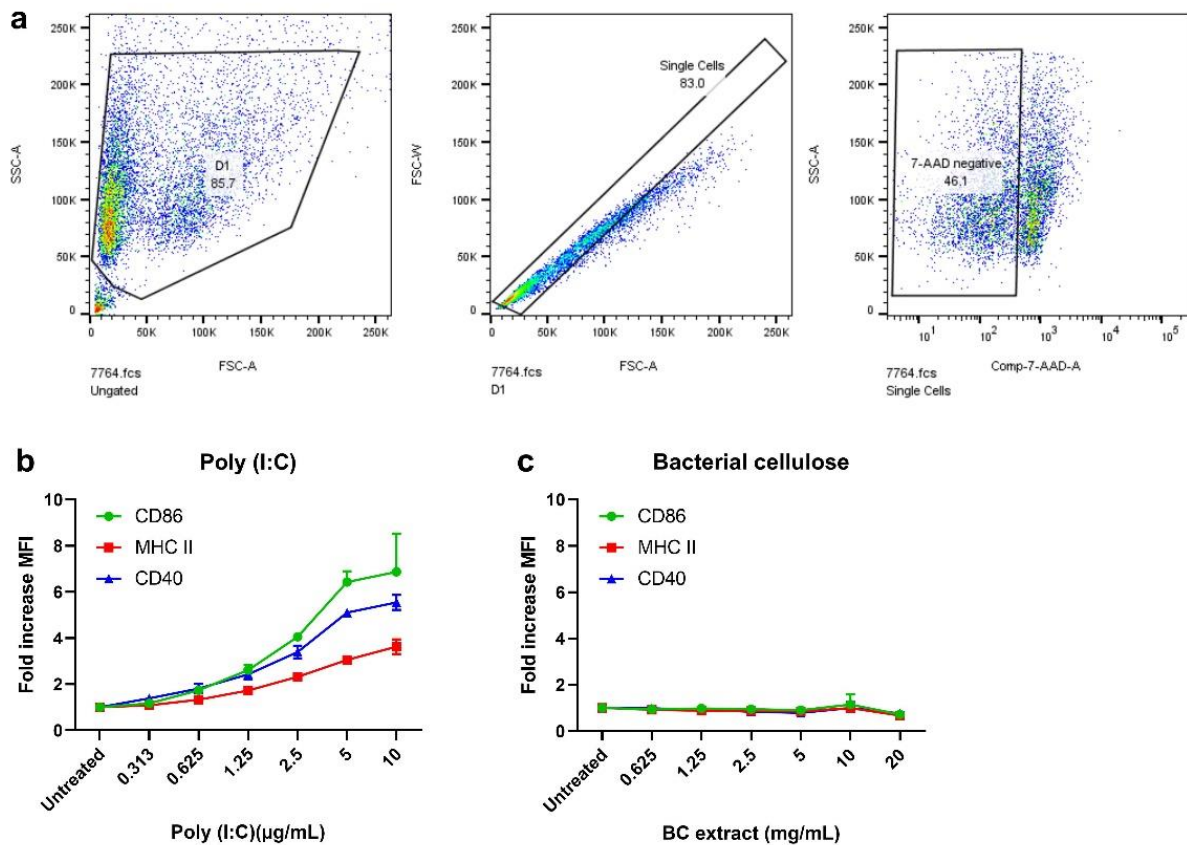 a
250K
200K
150K
100K
50K
0
SSC-A
D1
85.7
0 50K 100K 150K 200K 250K
FSC-A
7764.fcs
Ungated
250K
200K
150K
100K
50K
0
FSC-W
Single Cells
83.0
0 50K 100K 150K 200K 250K
FSC-A
7764.fcs
D1
250K
200K
150K
100K
50K
0
SSC-A
7-AAD negative
46.1
10^1 10^2 10^3 10^4 10^5
Comp-7-AAD-A
7764.fcs
Single Cells
b
Poly (I:C)
10
8
6
4
2
0
Fold increase MFI
CD86
MHC II
CD40
Untreated 0.313 0.625 1.25 2.5 5 10
Poly (I:C)(µg/mL)
c
Bacterial cellulose
10
8
6
4
2
0
Fold increase MFI
CD86
MHC II
CD40
Untreated 0.625 1.25 2.5 5 10 20
BC extract (mg/mL)